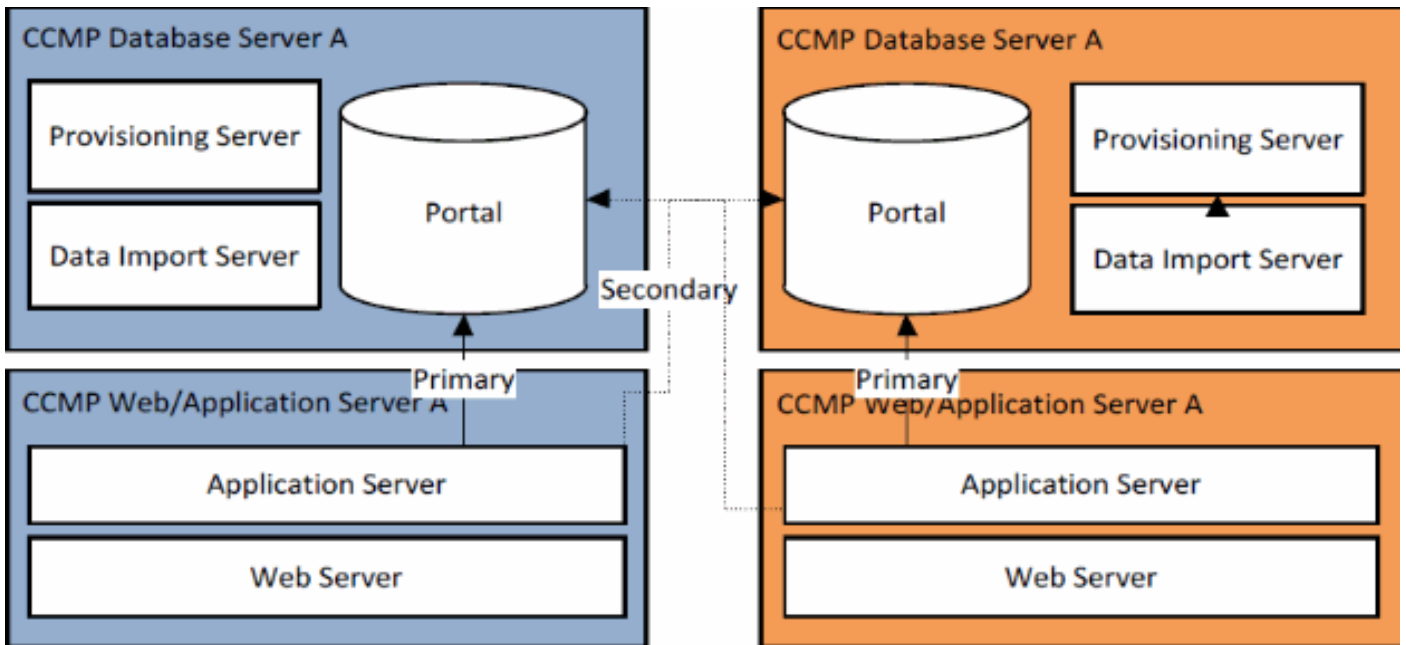 CCMP Database Server A
Provisioning Server
Data Import Server
Portal
Secondary
Primary
CCMP Web/Application Server A
Application Server
Web Server
CCMP Database Server A
Portal
Provisioning Server
Data Import Server
Primary
CCMP Web/Application Server A
Application Server
Web Server